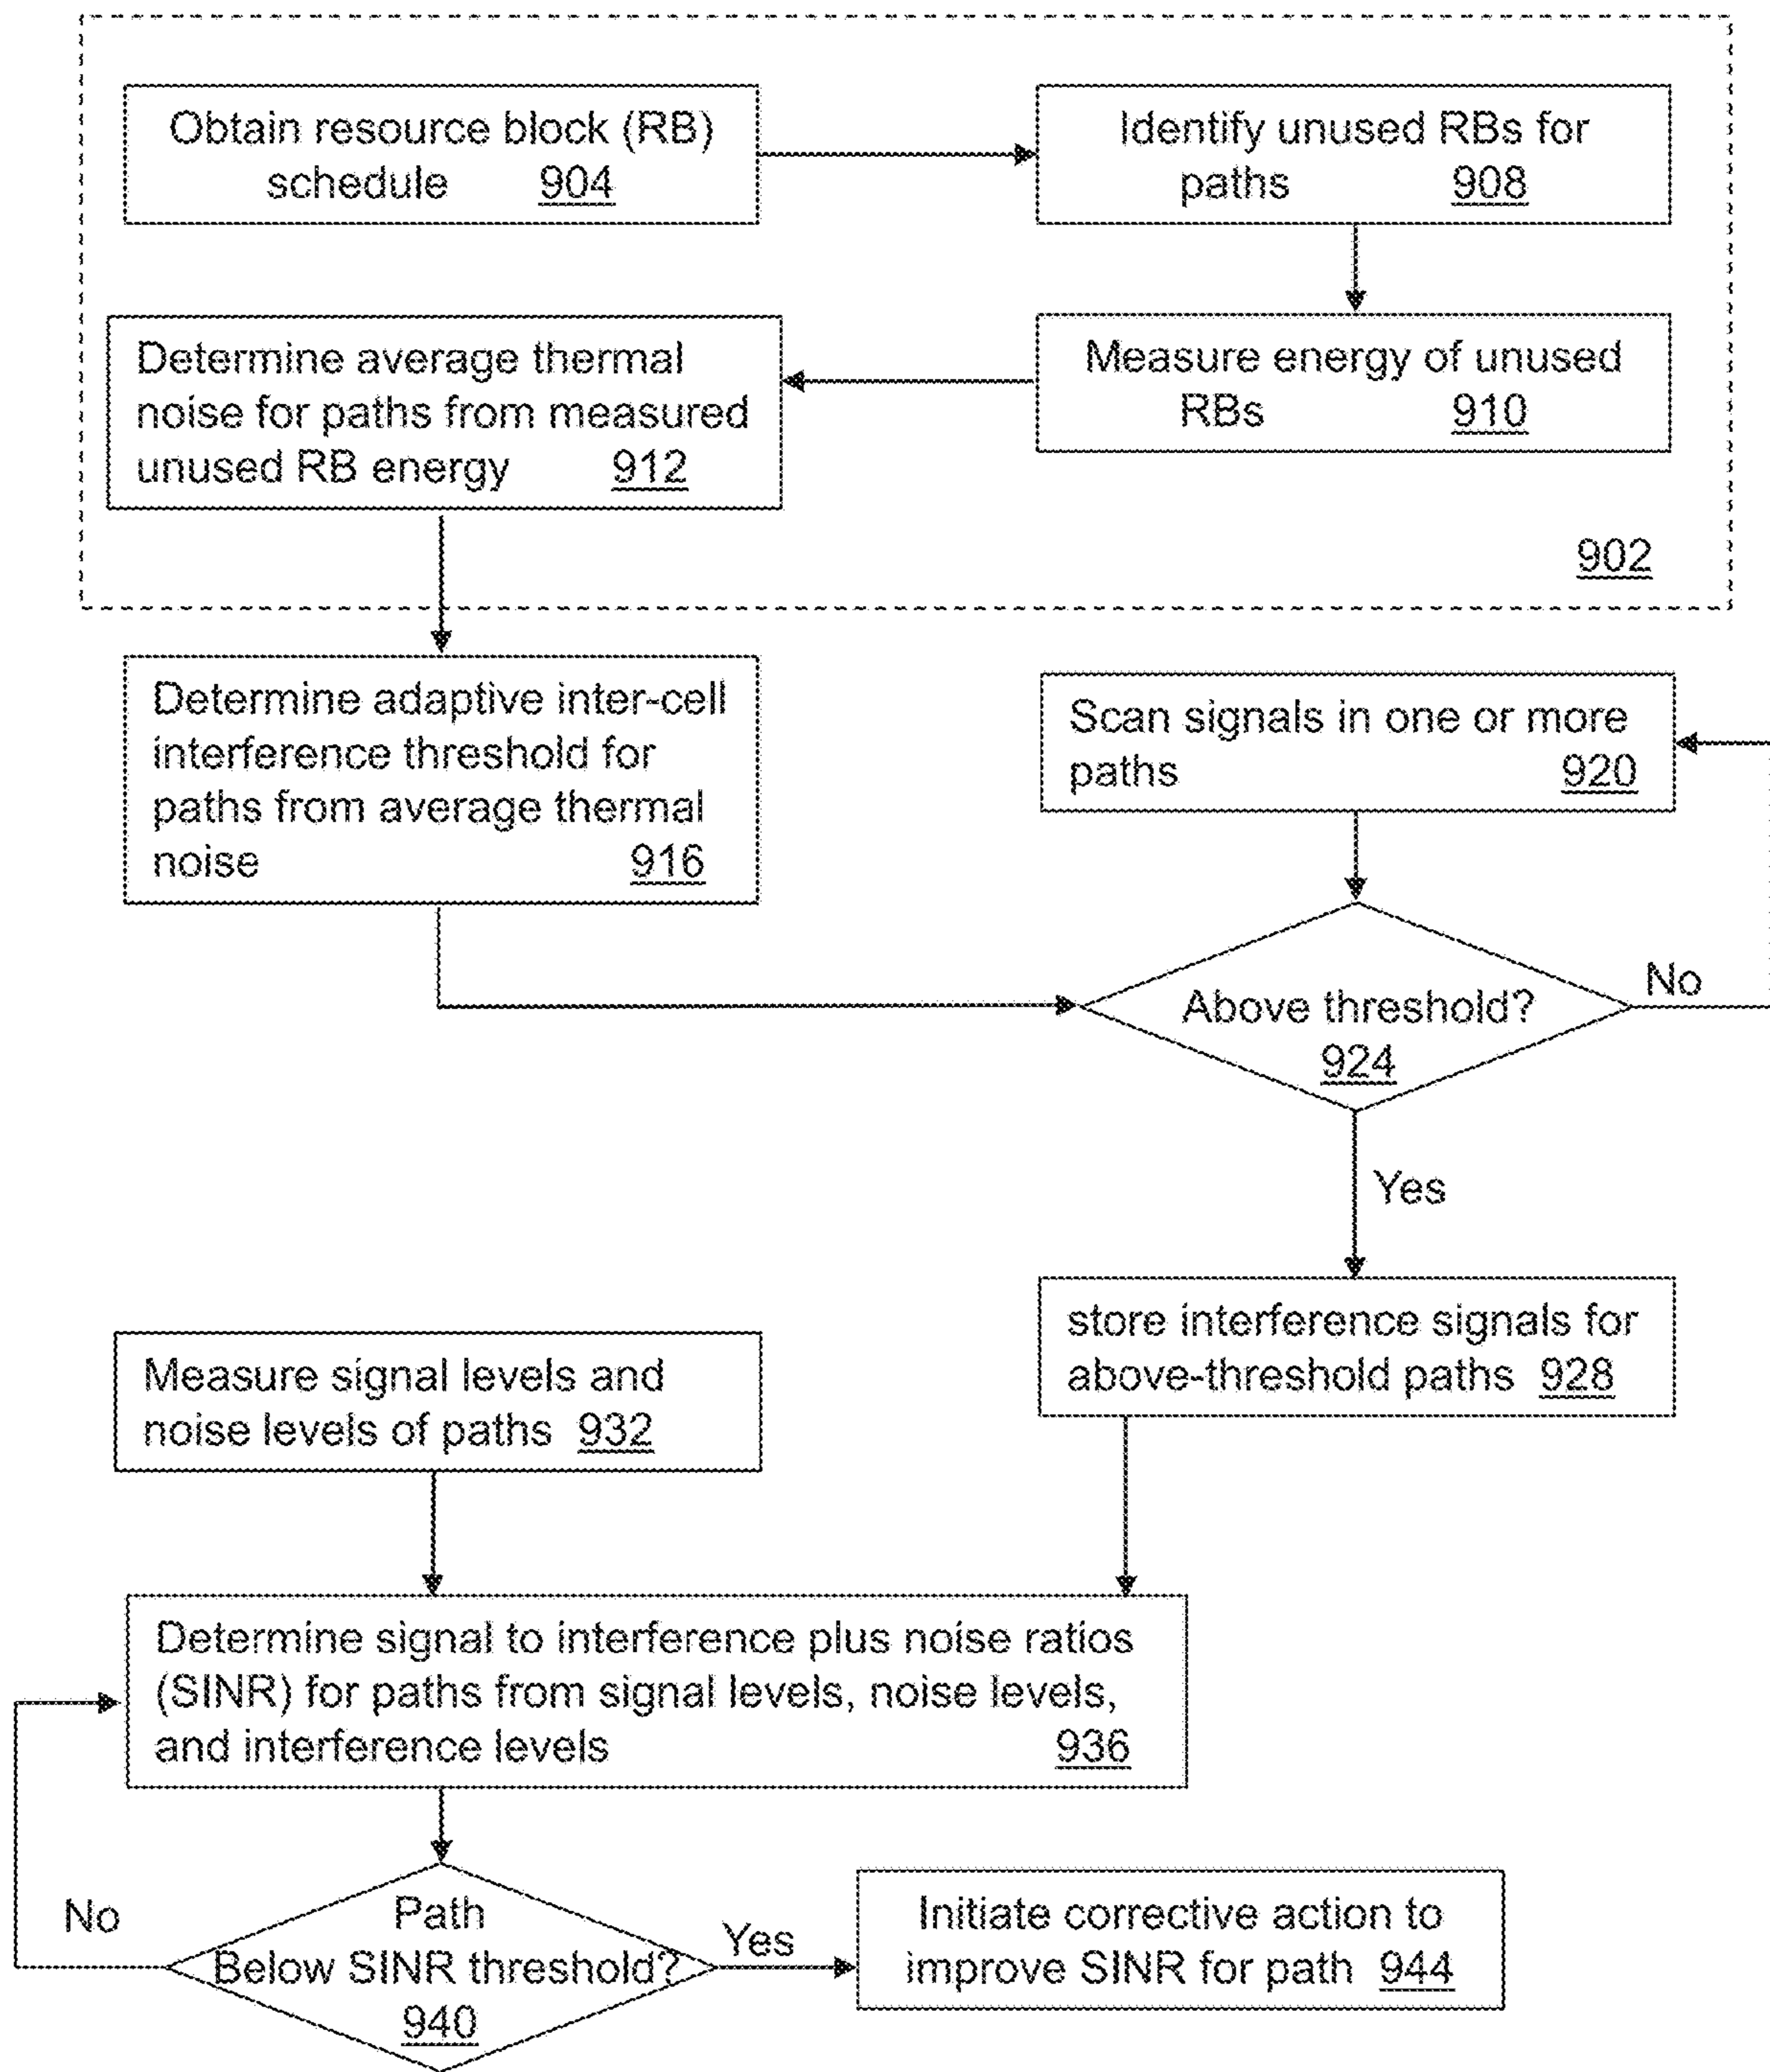 Obtain resource block (RB)
schedule 904
Identify unused RBs for
paths 908
Determine average thermal
noise for paths from measured
unused RB energy 912
Measure energy of unused
RBs 910
902
Determine adaptive inter-cell
interference threshold for
paths from average thermal
noise 916
Scan signals in one or more
paths 920
Above threshold?
924
No
Yes
store interference signals for
above-threshold paths 928
Measure signal levels and
noise levels of paths 932
Determine signal to interference plus noise ratios
(SINR) for paths from signal levels, noise levels,
and interference levels 936
No
Path
Below SINR threshold?
940
Yes
Initiate corrective action to
improve SINR for path 944